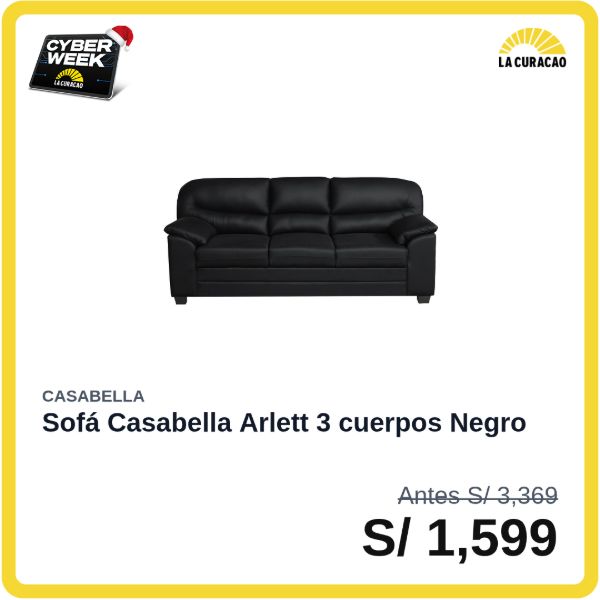 CYBER
WEEK
LA CURACAO
LA CURACAO
CASABELLA
Sofá Casabella Arlett 3 cuerpos Negro
Antes S/ 3,369
S/ 1,599